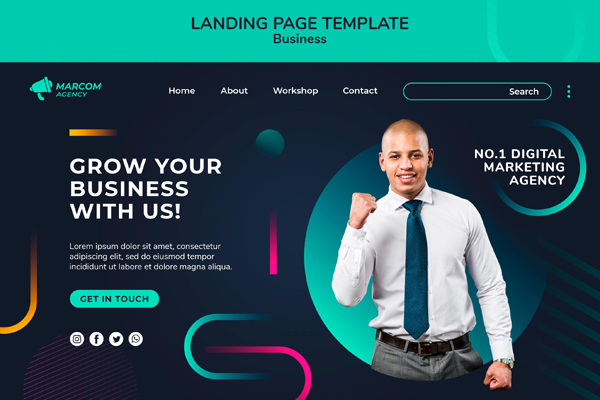 LANDING PAGE TEMPLATE
Business
MARCOM
AGENCY
Home
About
Workshop
Contact
Search
GROW YOUR
BUSINESS
WITH US!
NO.1 DIGITAL
MARKETING
AGENCY
Lorem ipsum dolor sit amet, consectetur
adipiscing elit, sed do eiusmod tempor
incididunt ut labore et dolore magna aliqua.
GET IN TOUCH